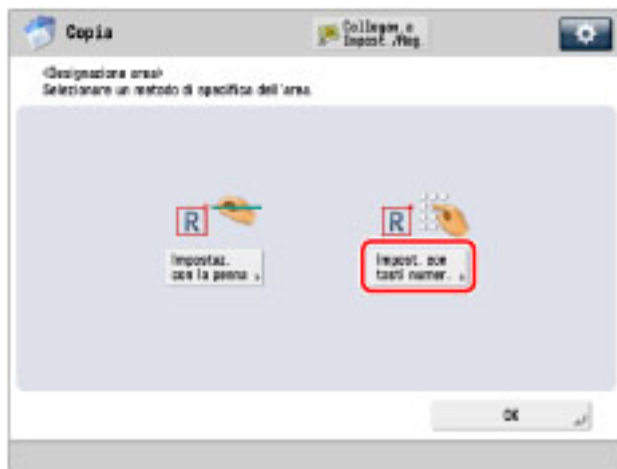 Copia
Collegam. a
Impost./Reg.
<Designazione area>
Selezionare un metodo di specifica dell'area.
R
R
Impostaz.
con la penna
Impost. con
tasti numer.
OK